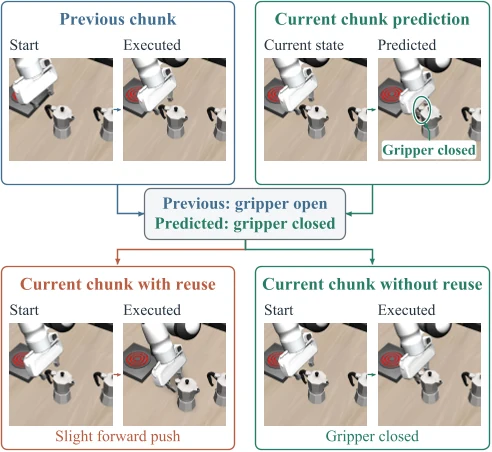 Previous chunk
Start
Executed
Current chunk prediction
Current state
Predicted
Gripper closed
Previous: gripper open
Predicted: gripper closed
Current chunk with reuse
Start
Executed
Slight forward push
Current chunk without reuse
Start
Executed
Gripper closed